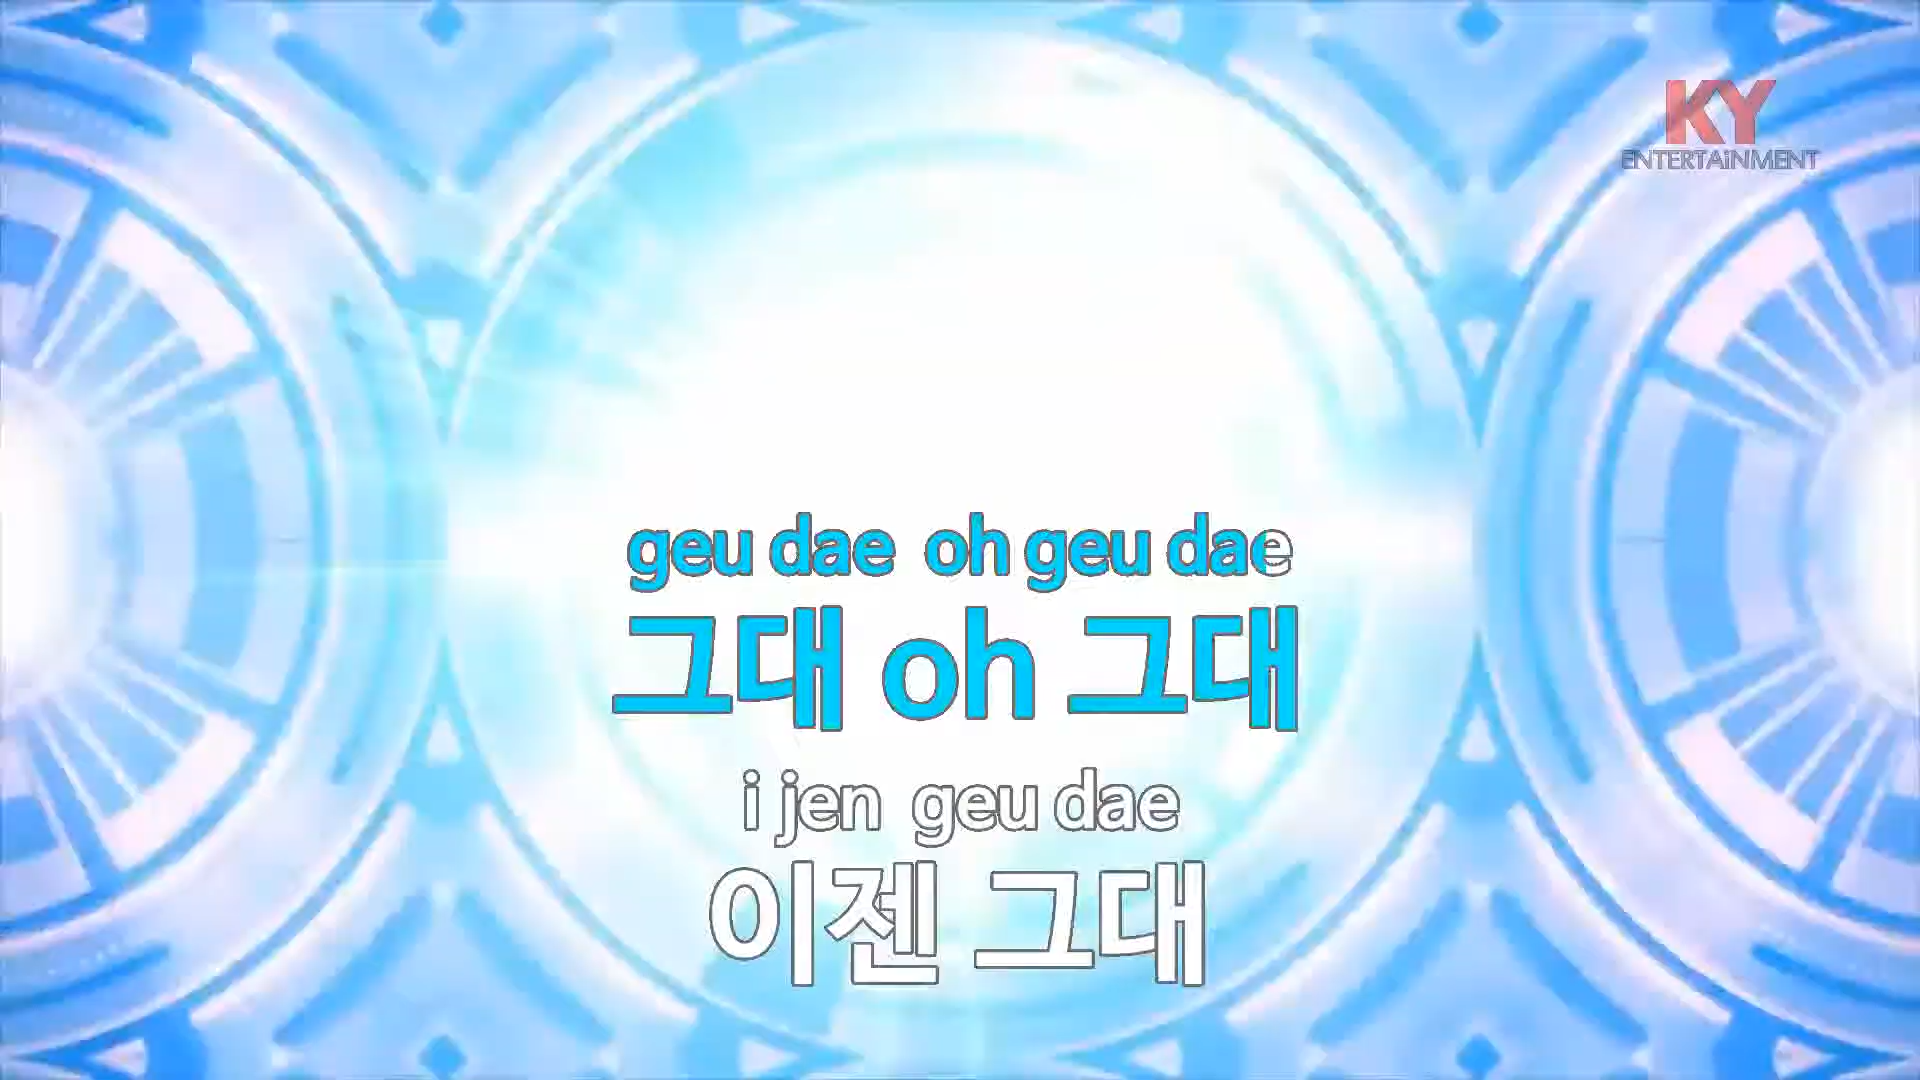 KY
ENTERTAiNMENT
geu dae oh geu dae
그대 oh 그대
i jen geu dae
이젠 그대